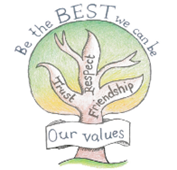 Be the BEST we can be
Trust
Respect
Friendship
Our values